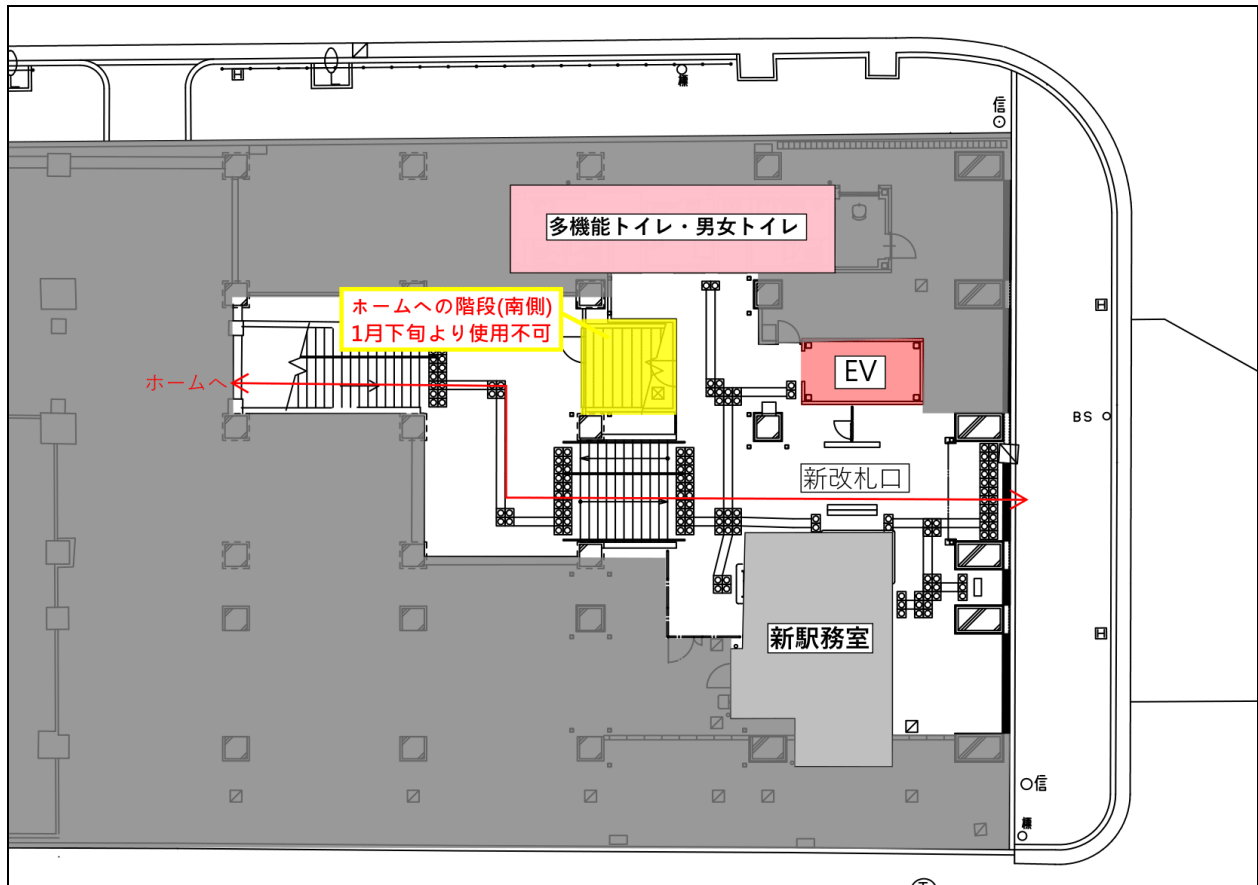 信
多機能トイレ・男女トイレ
ホームへの階段(南側)
1月下旬より使用不可
ホームへ
EV
BS
新改札口
新駅務室
信